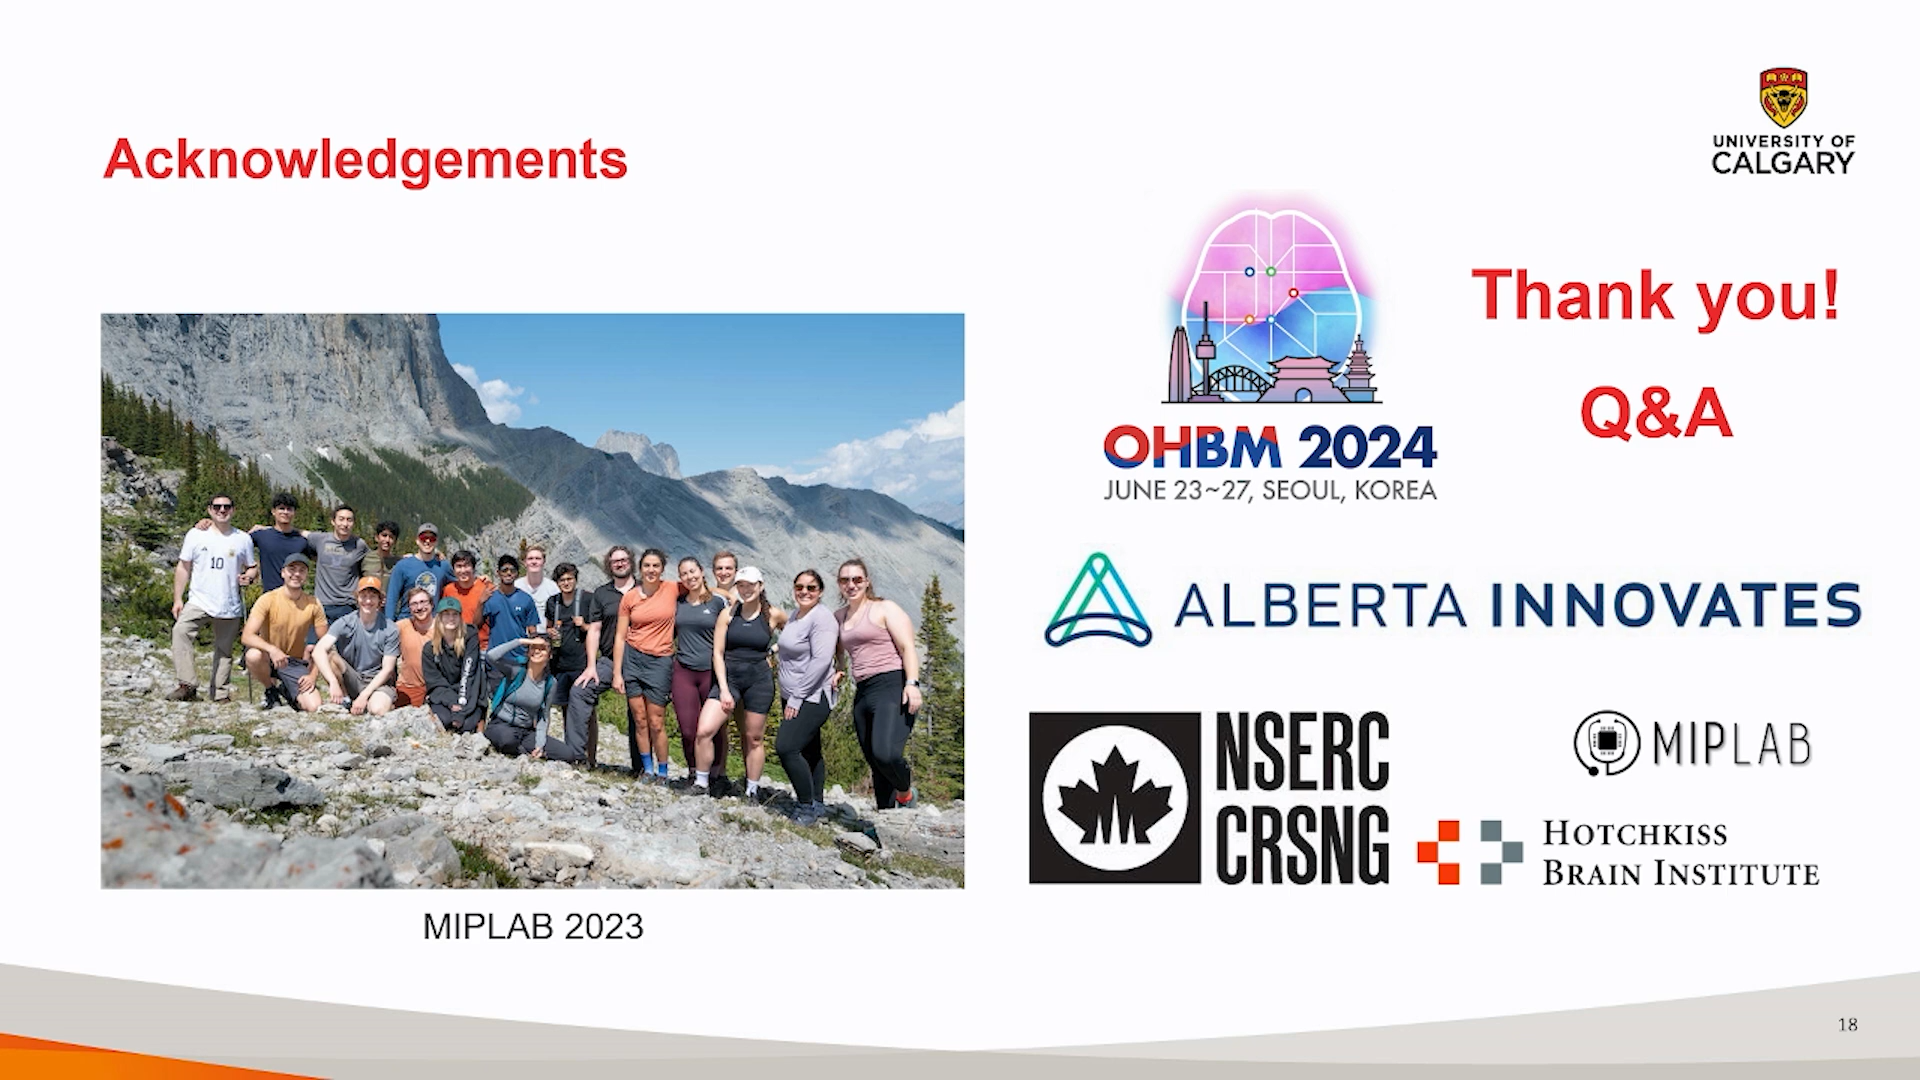 UNIVERSITY OF
CALGARY
Acknowledgements
Thank you!
Q&A
OHBM 2024
JUNE 23~27, SEOUL, KOREA
10
ALBERTA INNOVATES
NSERC
CRSNG
MIPLAB
HOTCHKISS
BRAIN INSTITUTE
MIPLAB 2023
18